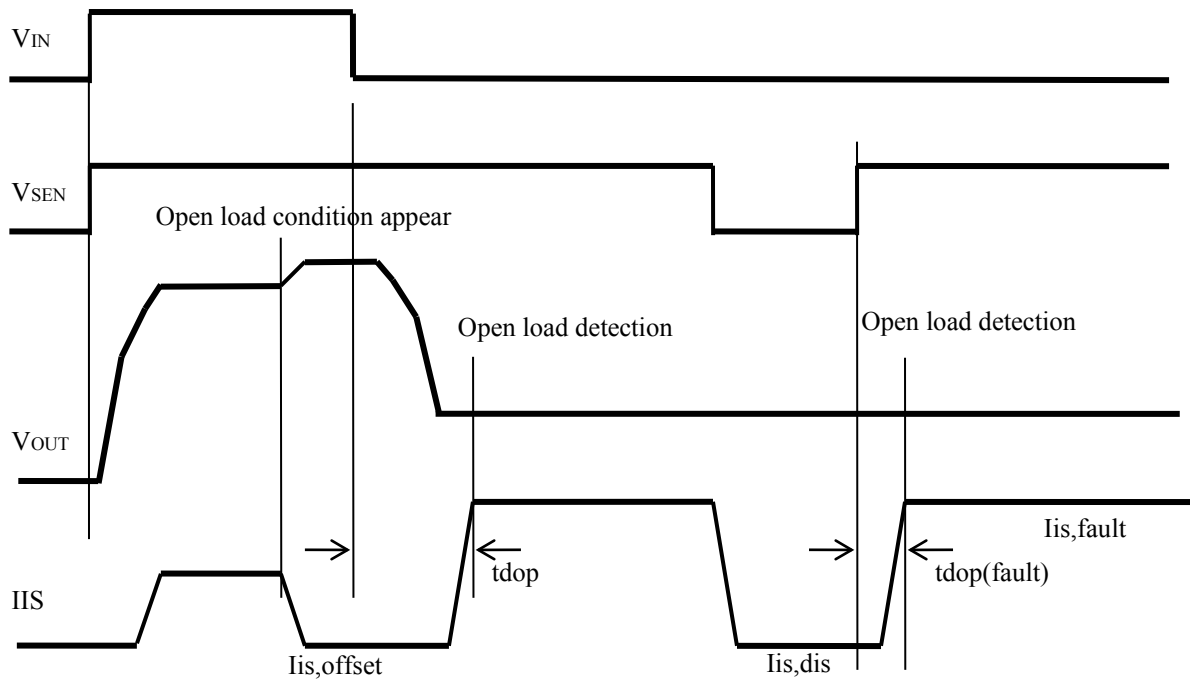 VIN
VSEN
Open load condition appear
Open load detection
Open load detection
VOUT
Iis,fault
tdop
tdop(fault)
IIS
Iis,offset
Iis,dis